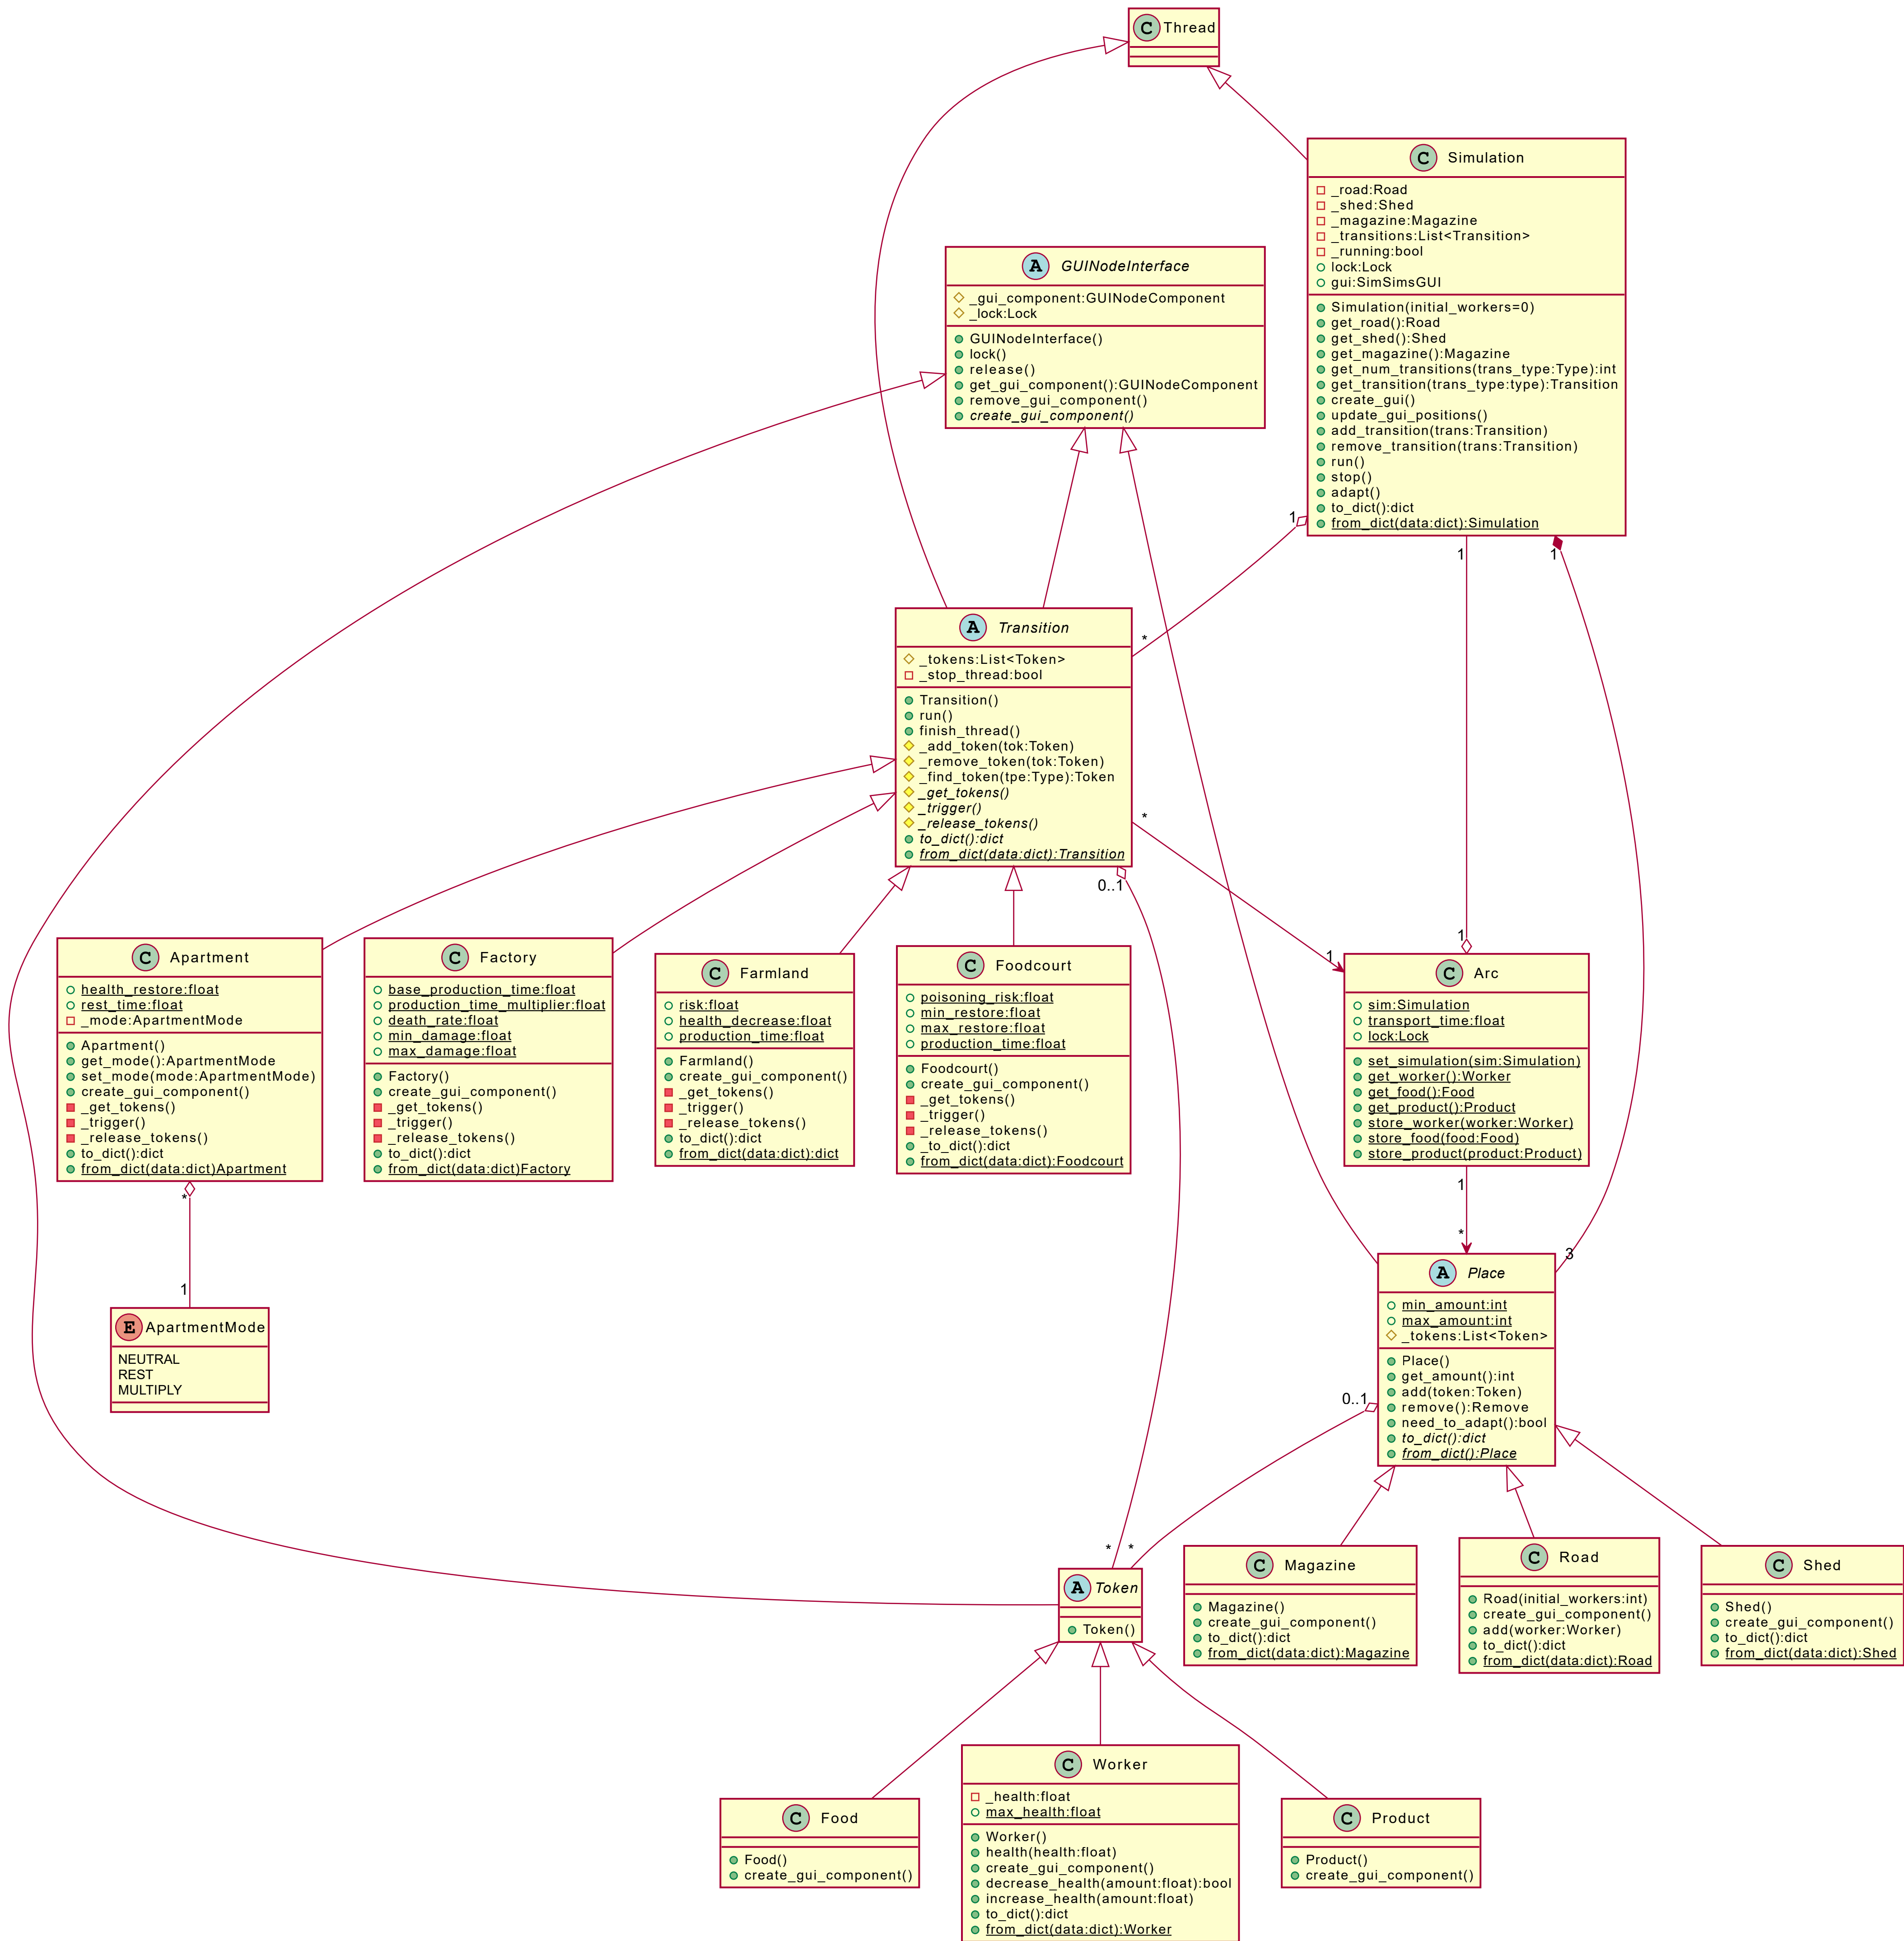 C Thread
C Simulation
_road:Road
_shed:Shed
_magazine:Magazine
_transitions:List<Transition>
_running:bool
lock:Lock
gui:SimSimsGUI
Simulation(initial_workers=0)
get_road():Road
get_shed():Shed
get_magazine():Magazine
get_num_transitions(trans_type:Type):int
get_transition(trans_type:type):Transition
create_gui()
update_gui_positions()
add_transition(trans:Transition)
remove_transition(trans:Transition)
run()
stop()
adapt()
to_dict():dict
from_dict(data:dict):Simulation
A GUINodeInterface
_gui_component:GUINodeComponent
_lock:Lock
GUINodeInterface()
lock()
release()
get_gui_component():GUINodeComponent
remove_gui_component()
create_gui_component()
1
1
1
*
A Transition
_tokens:List<Token>
_stop_thread:bool
Transition()
run()
finish_thread()
_add_token(tok:Token)
_remove_token(tok:Token)
_find_token(tpe:Type):Token
_get_tokens()
_trigger()
_release_tokens()
to_dict():dict
from_dict(data:dict):Transition
*
0..1
1
1
C Apartment
health_restore:float
rest_time:float
_mode:ApartmentMode
Apartment()
get_mode():ApartmentMode
set_mode(mode:ApartmentMode)
create_gui_component()
_get_tokens()
_trigger()
_release_tokens()
to_dict():dict
from_dict(data:dict)Apartment
C Factory
base_production_time:float
production_time_multiplier:float
death_rate:float
min_damage:float
max_damage:float
Factory()
create_gui_component()
_get_tokens()
_trigger()
_release_tokens()
to_dict():dict
from_dict(data:dict)Factory
C Farmland
risk:float
health_decrease:float
production_time:float
Farmland()
create_gui_component()
_get_tokens()
_trigger()
_release_tokens()
to_dict():dict
from_dict(data:dict):dict
C Foodcourt
poisoning_risk:float
min_restore:float
max_restore:float
production_time:float
Foodcourt()
create_gui_component()
_get_tokens()
_trigger()
_release_tokens()
_to_dict():dict
from_dict(data:dict):Foodcourt
C Arc
sim:Simulation
transport_time:float
lock:Lock
set_simulation(sim:Simulation)
get_worker():Worker
get_food():Food
get_product():Product
store_worker(worker:Worker)
store_food(food:Food)
store_product(product:Product)
*
1
1
*
3
E ApartmentMode
NEUTRAL
REST
MULTIPLY
A Place
min_amount:int
max_amount:int
_tokens:List<Token>
Place()
get_amount():int
add(token:Token)
remove():Remove
need_to_adapt():bool
to_dict():dict
from_dict():Place
0..1
*
*
A Token
Token()
C Magazine
Magazine()
create_gui_component()
to_dict():dict
from_dict(data:dict):Magazine
C Road
Road(initial_workers:int)
create_gui_component()
add(worker:Worker)
to_dict():dict
from_dict(data:dict):Road
C Shed
Shed()
create_gui_component()
to_dict():dict
from_dict(data:dict):Shed
C Food
Food()
create_gui_component()
C Worker
_health:float
max_health:float
Worker()
health(health:float)
create_gui_component()
decrease_health(amount:float):bool
increase_health(amount:float)
to_dict():dict
from_dict(data:dict):Worker
C Product
Product()
create_gui_component()